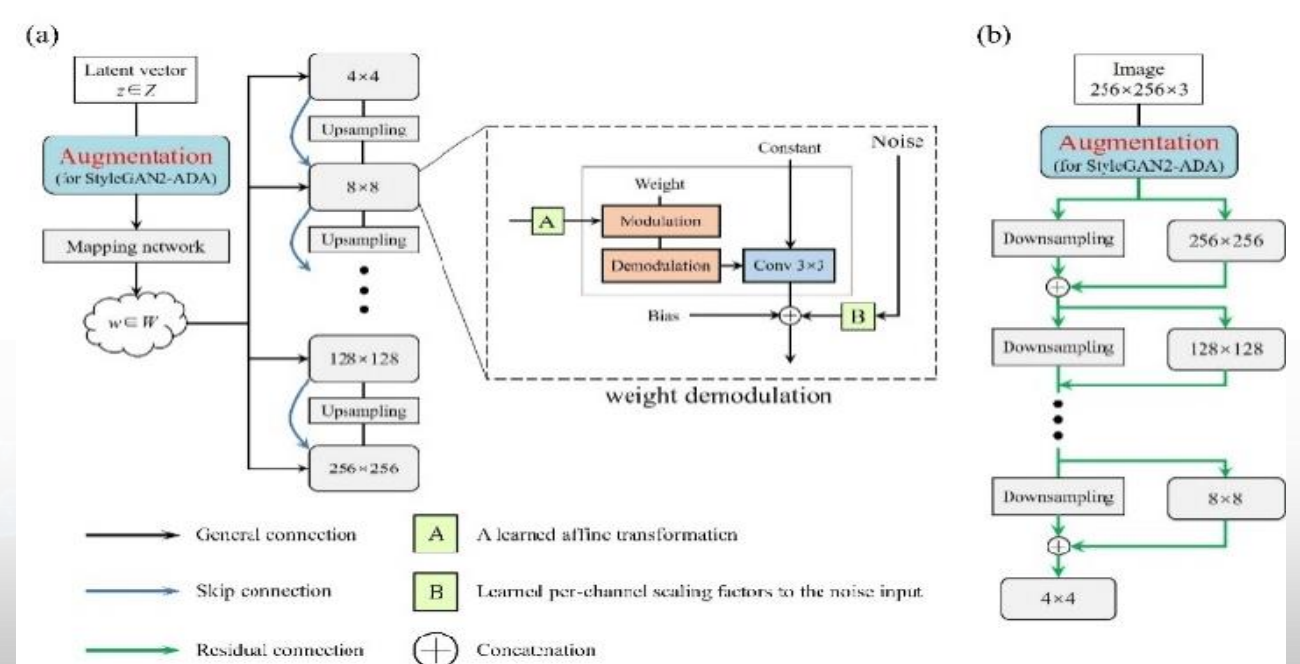 (a)
Latent vector
z∈Z
Augmentation
(for StyleGAN2-ADA)
Mapping network
w∈W
4×4
Upsampling
8×8
Upsampling
128×128
Upsampling
256×256
Noise
Constant
Weight
A
Modulation
Demodulation
Conv 3×3
Bias
B
weight demodulation
General connection
Skip connection
Residual connection
A
A learned affine transformation
B
Learned per-channel scaling factors to the noise input
Concatenation
(b)
Image
256×256×3
Augmentation
(for StyleGAN2-ADA)
Downsampling
256×256
Downsampling
128×128
Downsampling
8×8
4×4